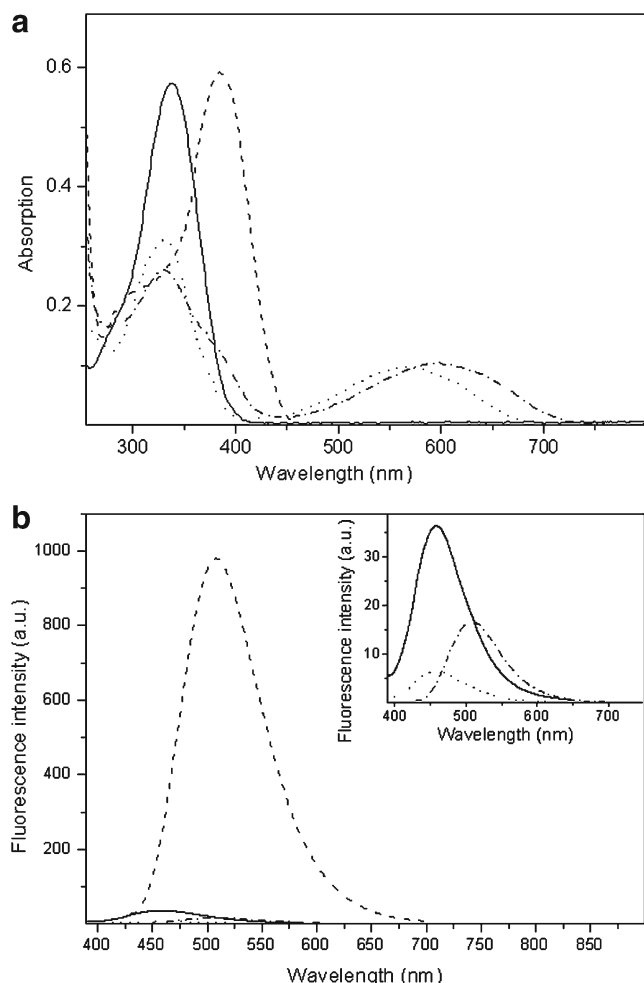 a
0.6
0.4
0.2
Absorption
300 400 500 600 700
Wavelength (nm)
b
1000
800
600
400
200
Fluorescence intensity (a.u.)
400 450 500 550 600 650 700 750 800 850
Wavelength (nm)
30
20
10
Fluorescence intensity (a.u.)
400 500 600 700
Wavelength (nm)